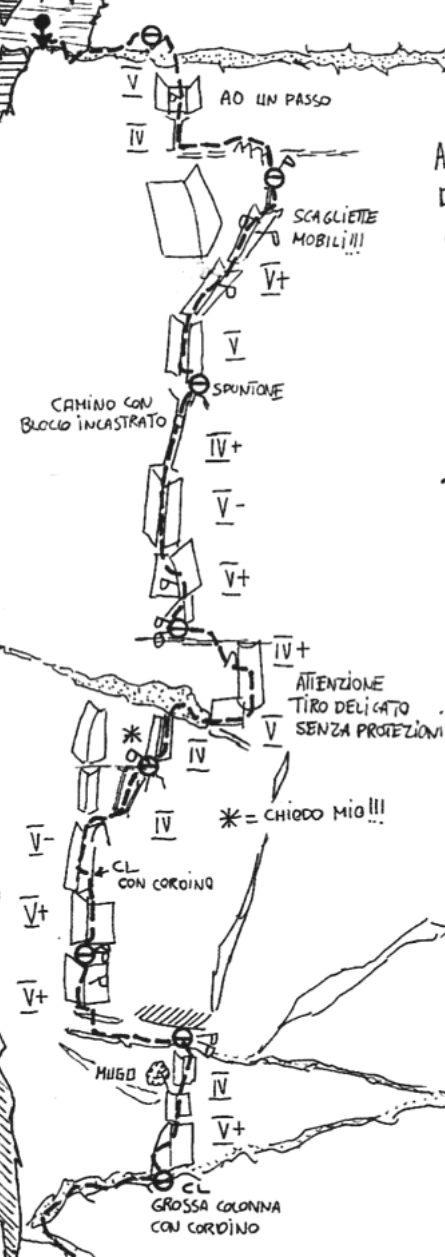 V
A0 UN PASSO
IV
A
D
SCAGLIETTE
MOBILI!!!
V+
V
SPUNTONE
CAMINO CON
BLOCCO INCASTRATO
IV+
V-
V+
IV+
ATTENZIONE
TIRO DELICATO
SENZA PROTEZIONI
V
IV
*
IV
* = CHIODO MIO!!!
V-
CL
CON CORDINO
V+
V+
MUGO
IV
V+
CL
GROSSA COLONNA
CON CORDINO